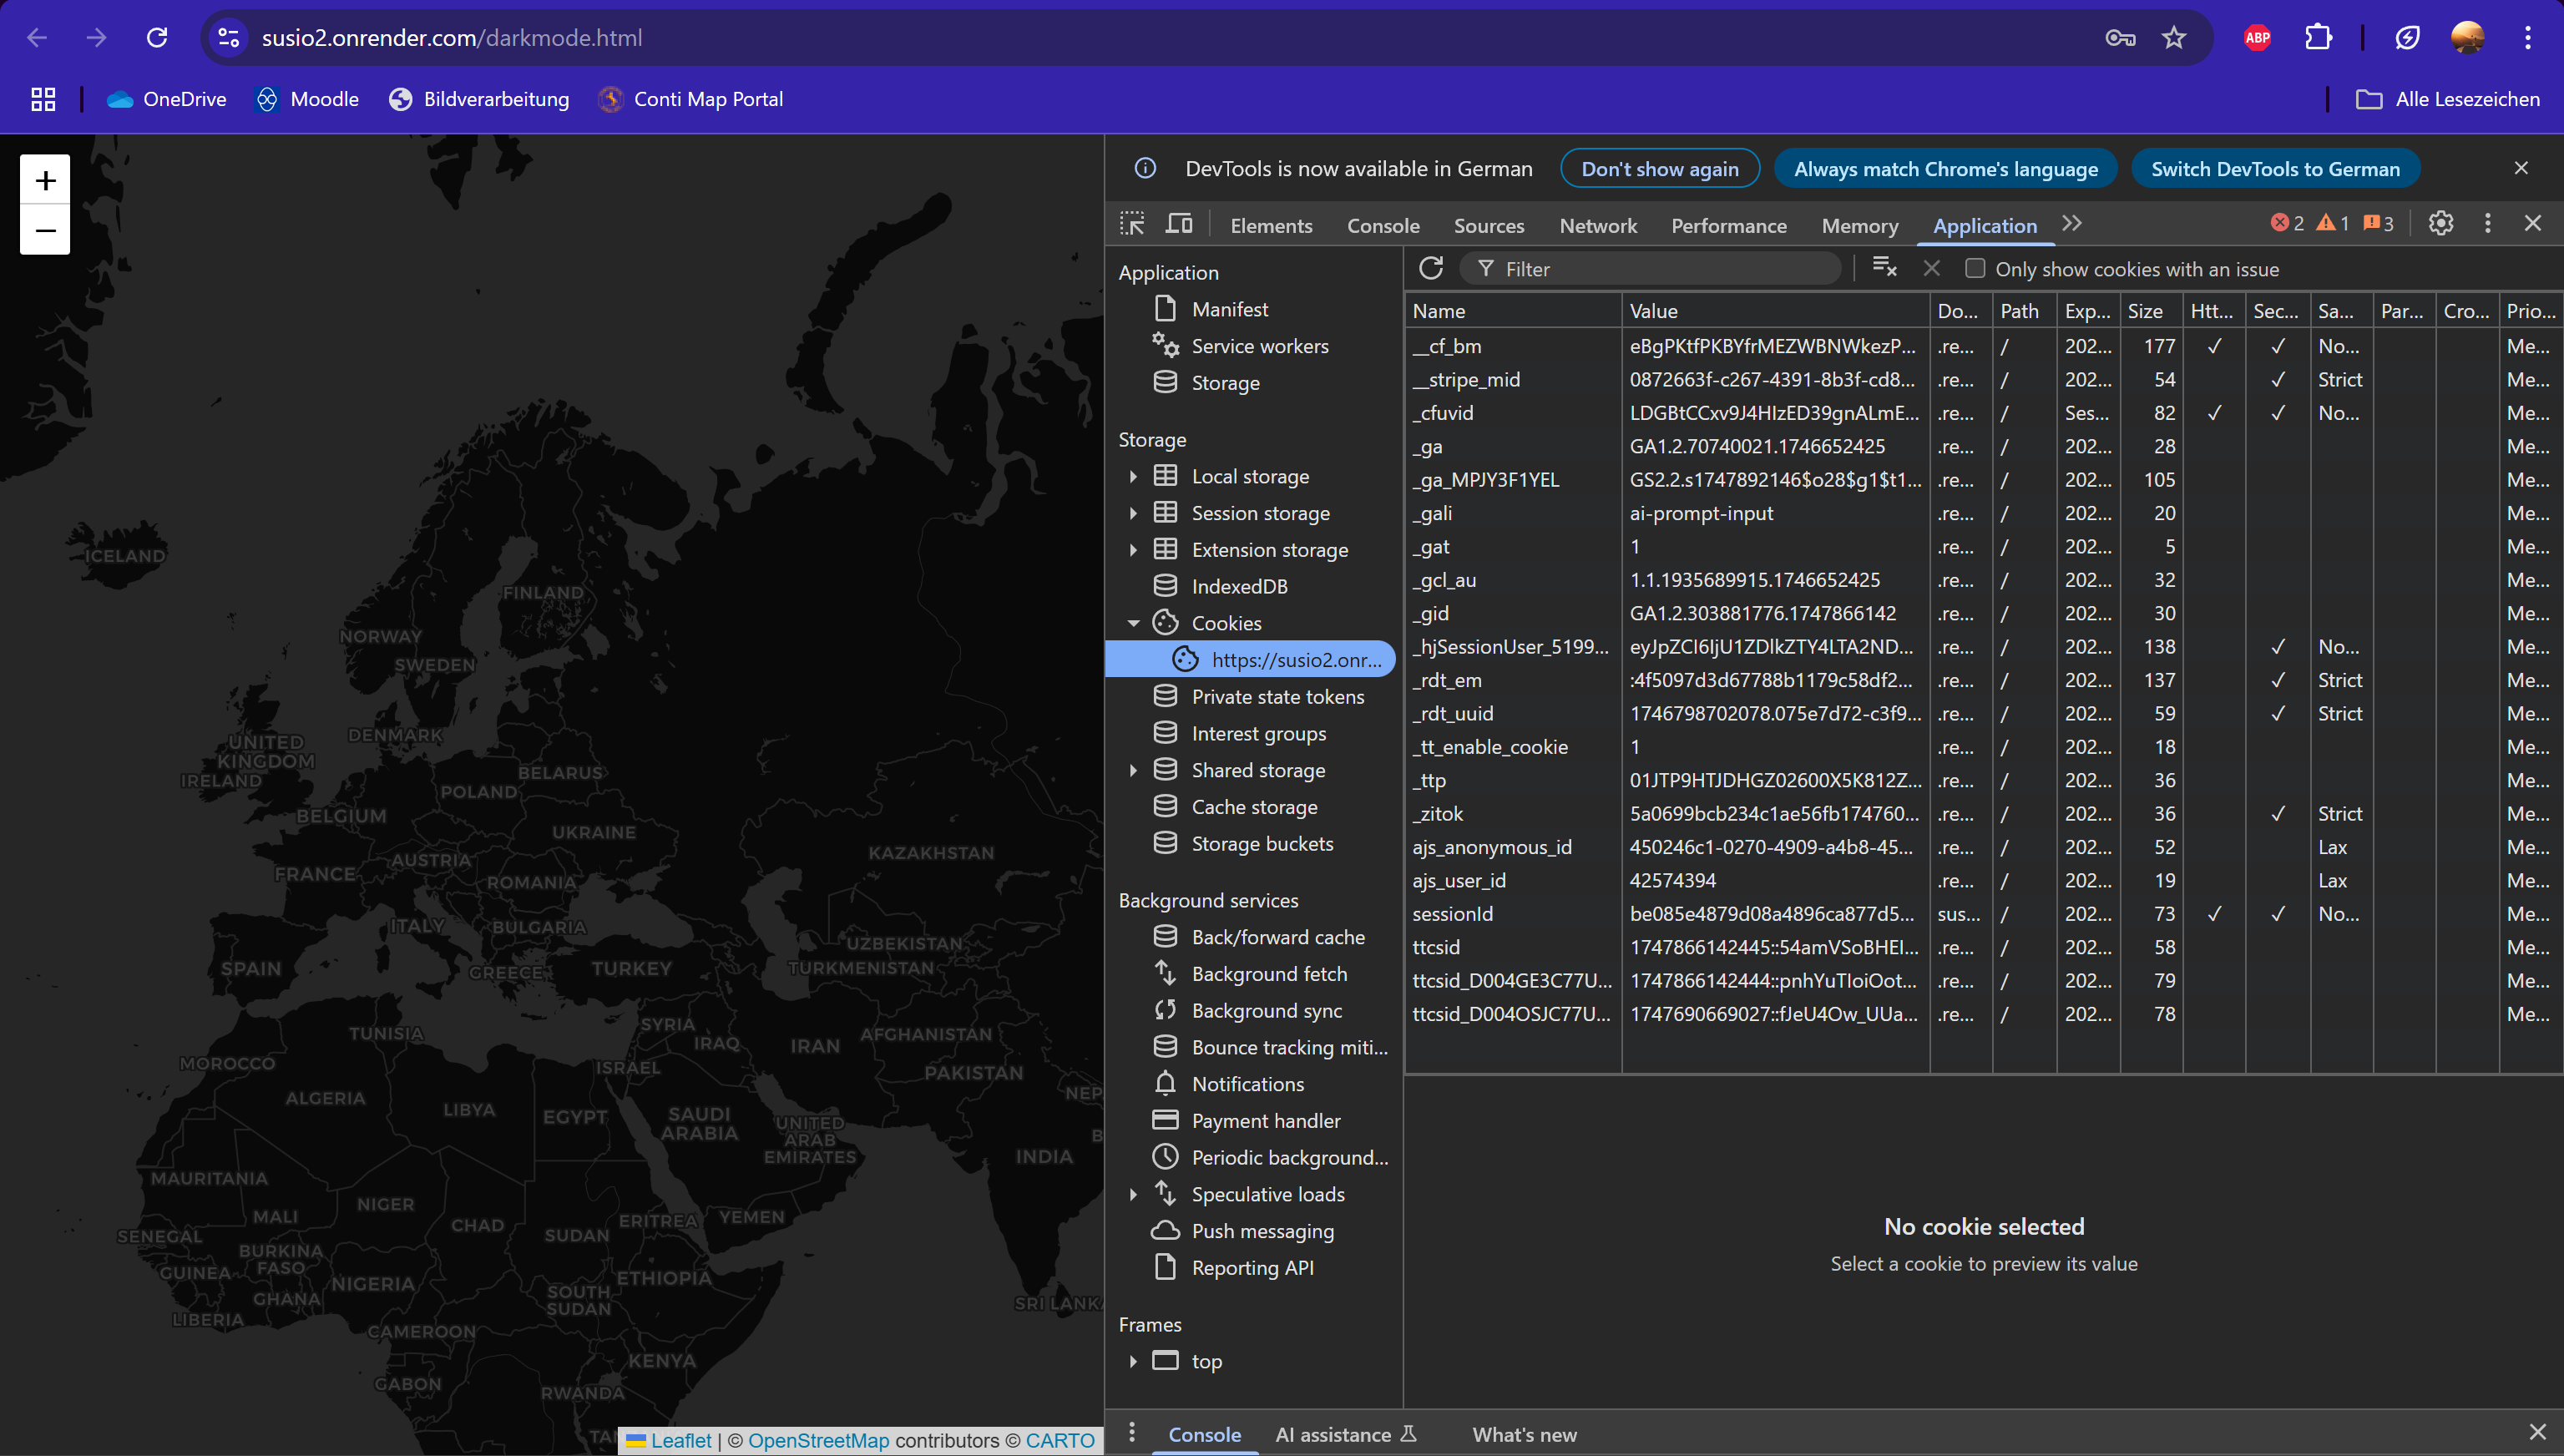 susio2.onrender.com/darkmode.html
ABP
OneDrive
Moodle
Bildverarbeitung
Conti Map Portal
Alle Lesezeichen
+
−
ICELAND
FINLAND
NORWAY
SWEDEN
UNITED
KINGDOM
DENMARK
IRELAND
BELARUS
POLAND
BELGIUM
UKRAINE
AUSTRIA
FRANCE
KAZAKHSTAN
ROMANIA
ITALY
BULGARIA
UZBEKISTAN
SPAIN
GREECE
TURKEY
TURKMENISTAN
TUNISIA
SYRIA
AFGHANISTAN
IRAQ
IRAN
MOROCCO
ISRAEL
PAKISTAN
ALGERIA
LIBYA
EGYPT
SAUDI
ARABIA
NEP
UNITED
ARAB
EMIRATES
B
INDIA
MAURITANIA
NIGER
MALI
CHAD
SUDAN
ERITREA
YEMEN
SENEGAL
BURKINA
FASO
GUINEA
NIGERIA
ETHIOPIA
GHANA
SOUTH
SUDAN
LIBERIA
SRI LANKA
CAMEROON
KENYA
GABON
RWANDA
TAN
Leaflet | © OpenStreetMap contributors © CARTO
DevTools is now available in German
Don't show again
Always match Chrome's language
Switch DevTools to German
Elements
Console
Sources
Network
Performance
Memory
Application
2
1
3
Application
Manifest
Service workers
Storage
Storage
Local storage
Session storage
Extension storage
IndexedDB
Cookies
https://susio2.onr...
Private state tokens
Interest groups
Shared storage
Cache storage
Storage buckets
Background services
Back/forward cache
Background fetch
Background sync
Bounce tracking miti...
Notifications
Payment handler
Periodic background...
Speculative loads
Push messaging
Reporting API
Frames
top
Filter
Only show cookies with an issue
Name Value Do... Path Exp... Size Htt... Sec... Sa... Par... Cro... Prio...
__cf_bm eBgPKtfPKBYfrMEZWBNWkezP... .re... / 202... 177 ✓ ✓ No... Me...
__stripe_mid 0872663f-c267-4391-8b3f-cd8... .re... / 202... 54 ✓ Strict Me...
_cfuvid LDGBtCCxv9J4HIzED39gnALmE... .re... / Ses... 82 ✓ ✓ No... Me...
_ga GA1.2.70740021.1746652425 .re... / 202... 28 Me...
_ga_MPJY3F1YEL GS2.2.s1747892146$o28$g1$t1... .re... / 202... 105 Me...
_gali ai-prompt-input .re... / 202... 20 Me...
_gat 1 .re... / 202... 5 Me...
_gcl_au 1.1.1935689915.1746652425 .re... / 202... 32 Me...
_gid GA1.2.303881776.1747866142 .re... / 202... 30 Me...
_hjSessionUser_5199... eyJpZCI6IjU1ZDlkZTY4LTA2ND... .re... / 202... 138 ✓ No... Me...
_rdt_em :4f5097d3d67788b1179c58df2... .re... / 202... 137 ✓ Strict Me...
_rdt_uuid 1746798702078.075e7d72-c3f9... .re... / 202... 59 ✓ Strict Me...
_tt_enable_cookie 1 .re... / 202... 18 Me...
_ttp 01JTP9HTJDHGZ02600X5K812Z... .re... / 202... 36 Me...
_zitok 5a0699bcb234c1ae56fb174760... .re... / 202... 36 ✓ Strict Me...
ajs_anonymous_id 450246c1-0270-4909-a4b8-45... .re... / 202... 52 Lax Me...
ajs_user_id 42574394 .re... / 202... 19 Lax Me...
sessionId be085e4879d08a4896ca877d5... sus... / 202... 73 ✓ ✓ No... Me...
ttcsid 1747866142445::54amVSoBHEI... .re... / 202... 58 Me...
ttcsid_D004GE3C77U... 1747866142444::pnhYuTIoiOot... .re... / 202... 79 Me...
ttcsid_D004OSJC77U... 1747690669027::fJeU4Ow_UUa... .re... / 202... 78 Me...
No cookie selected
Select a cookie to preview its value
Console
AI assistance
What's new